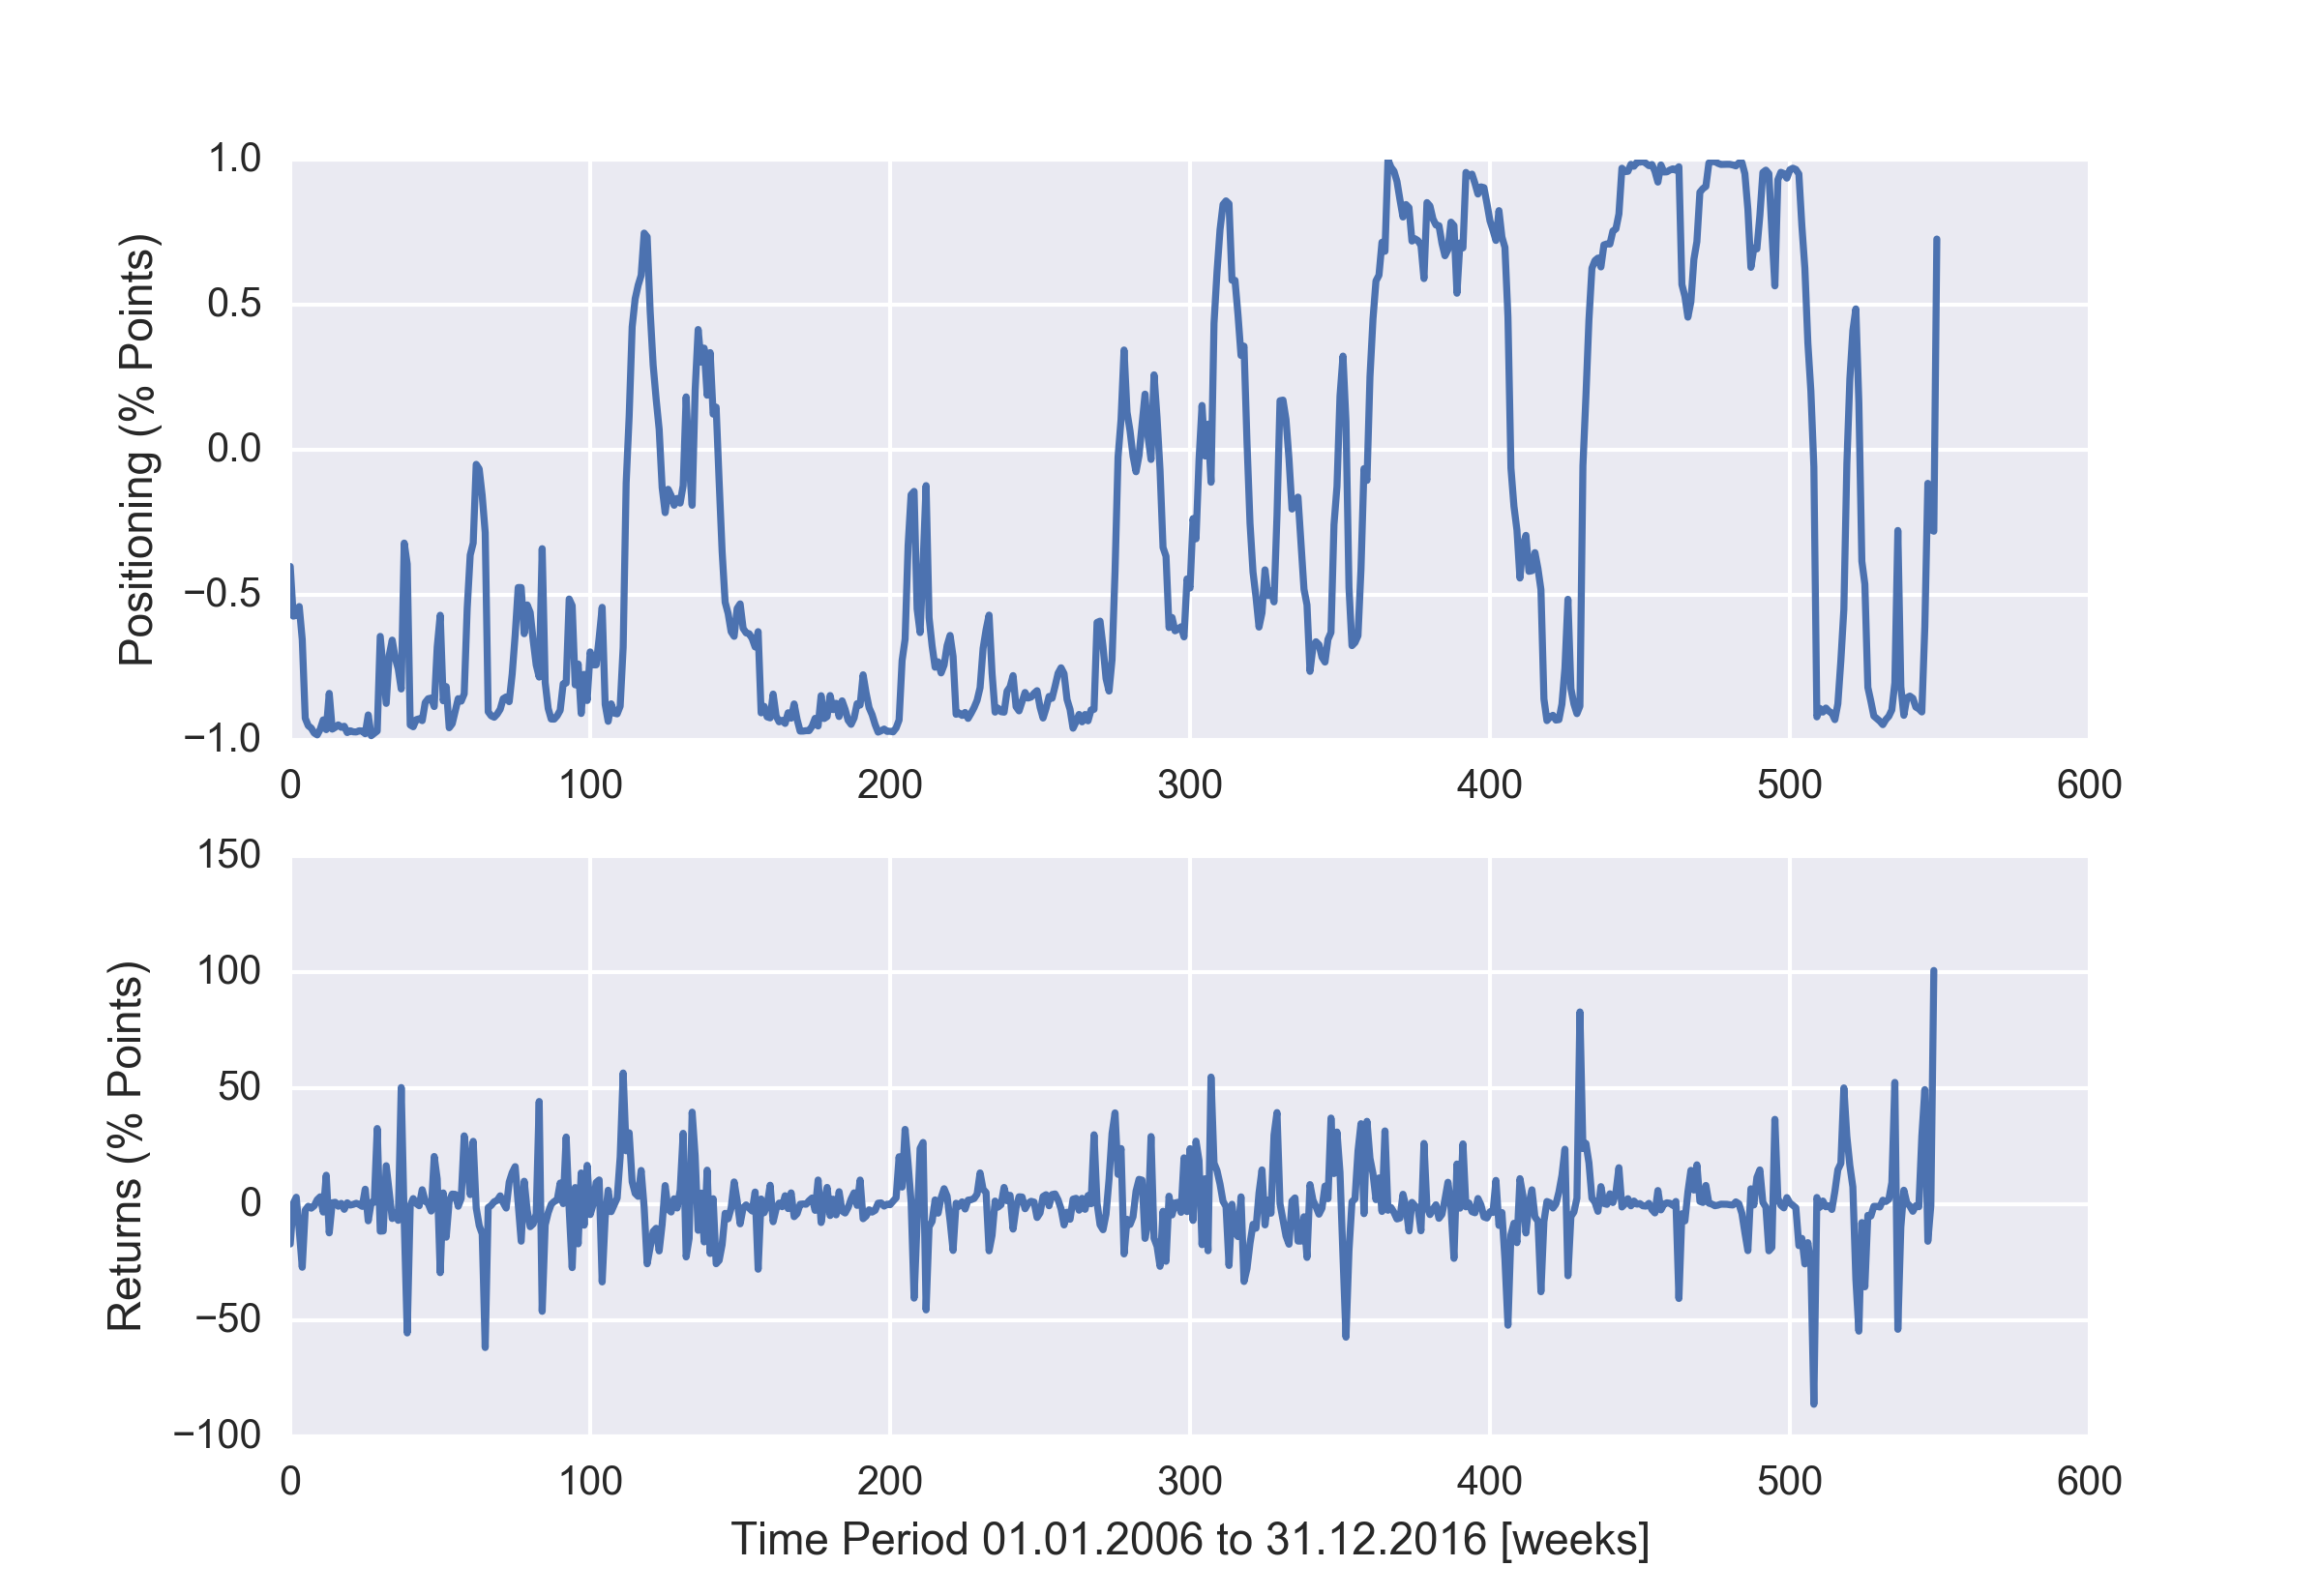 Positioning (% Points)
1.0
0.5
0.0
−0.5
−1.0
0 100 200 300 400 500 600
Returns (% Points)
150
100
50
0
−50
−100
0 100 200 300 400 500 600
Time Period 01.01.2006 to 31.12.2016 [weeks]